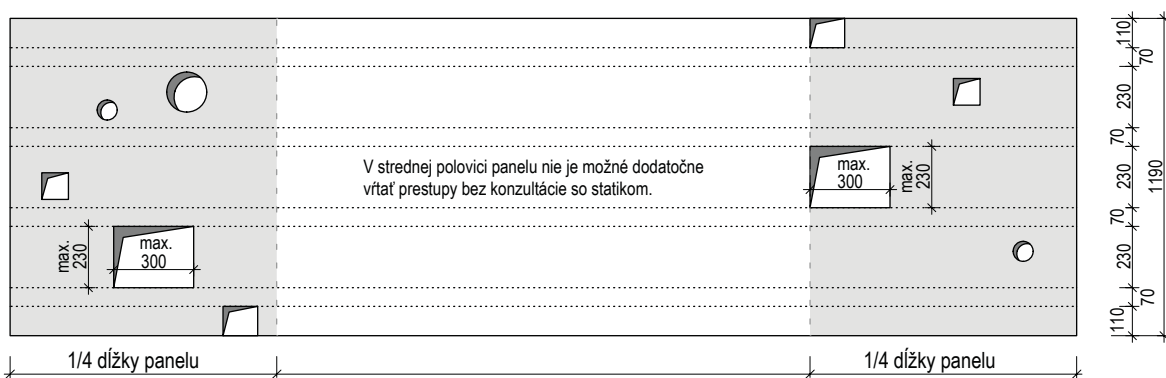 V strednej polovici panelu nie je možné dodatočne
vŕtať prestupy bez konzultácie so statikom.
max.
300
max.
230
max.
300
max.
230
110
70
230
70
230
70
230
70
110
1190
1/4 dĺžky panelu
1/4 dĺžky panelu